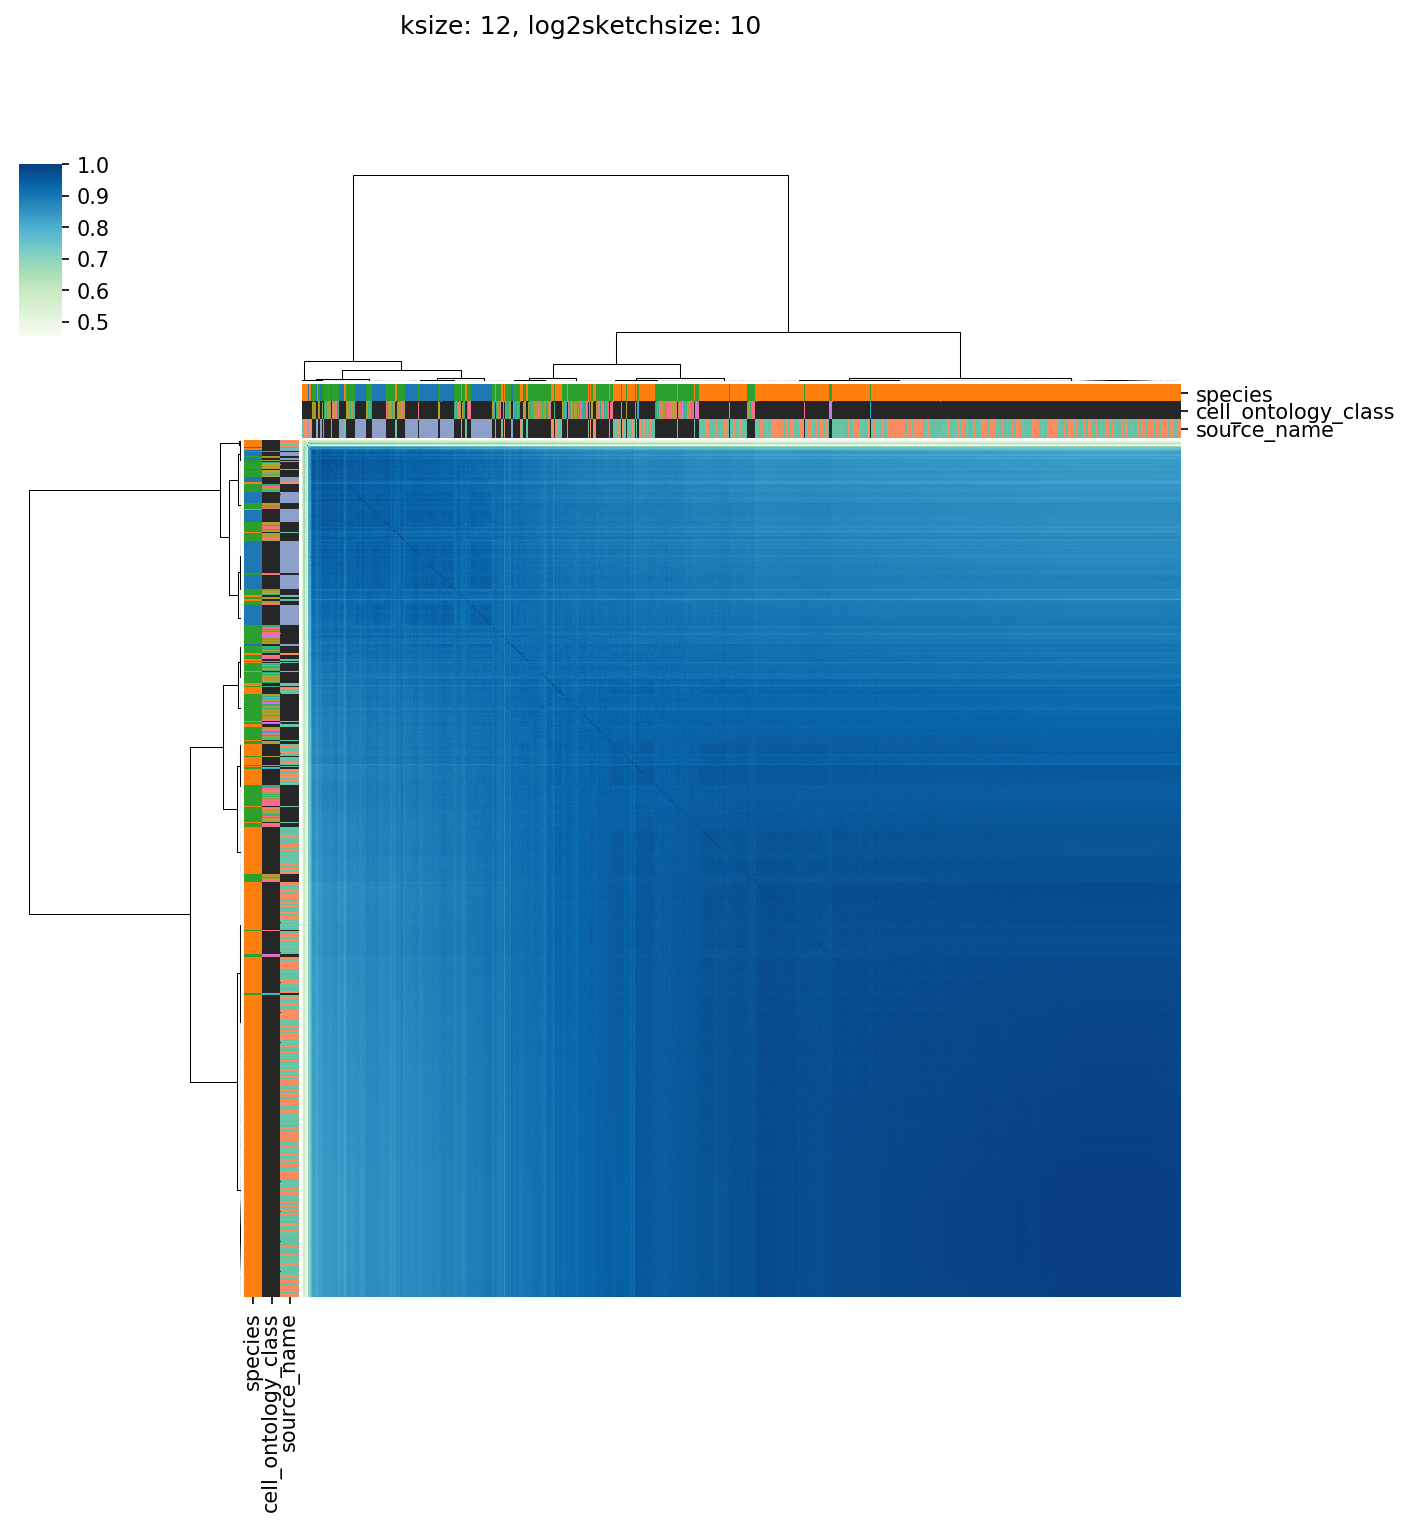 ksize: 12, log2sketchsize: 10
1.0
0.9
0.8
0.7
0.6
0.5
species
cell_ontology_class
source_name
species
cell_ontology_class
source_name